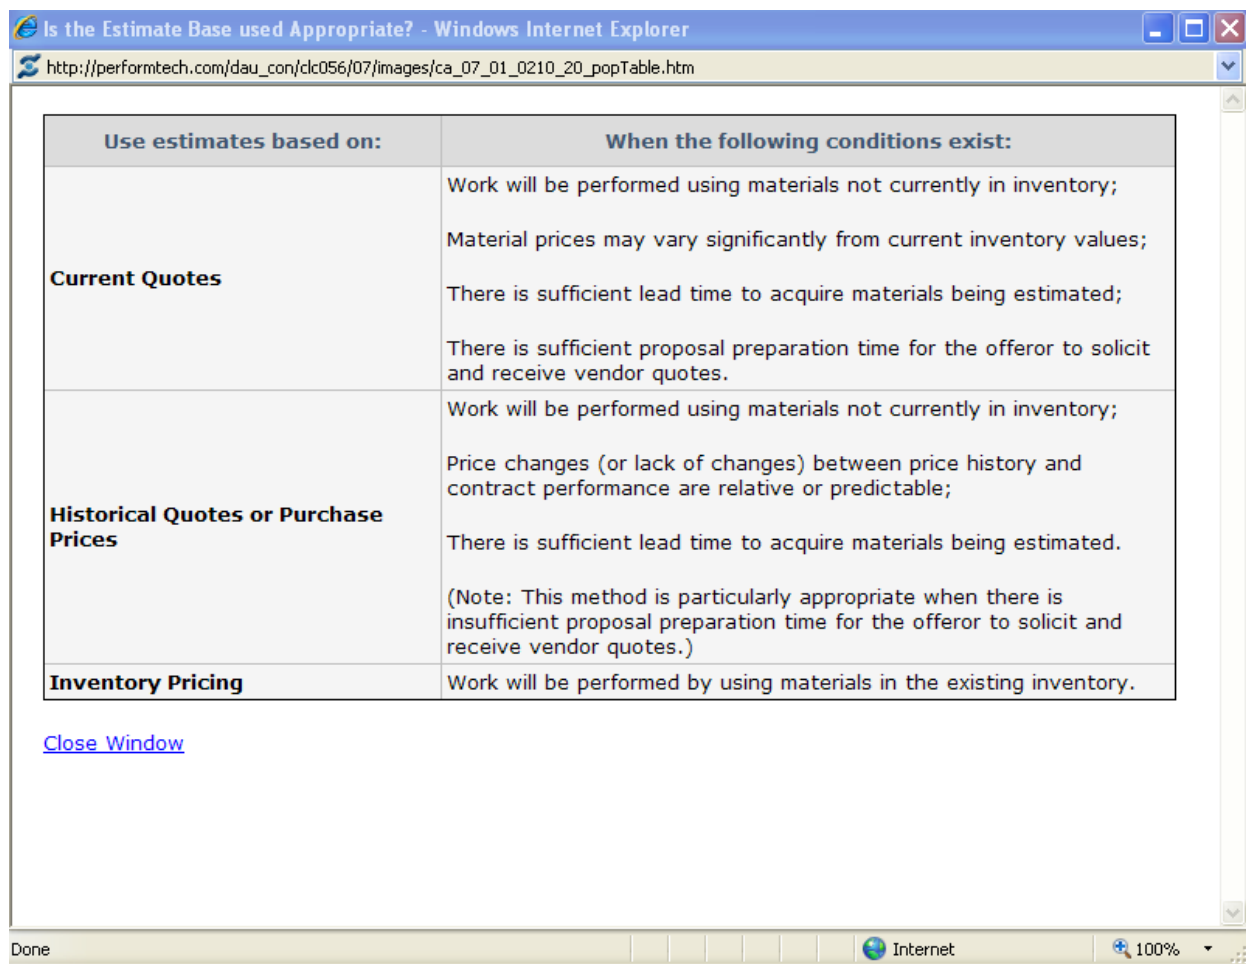 Is the Estimate Base used Appropriate? - Windows Internet Explorer
http://performtech.com/dau_con/clc056/07/images/ca_07_01_0210_20_popTable.htm
Use estimates based on:
When the following conditions exist:
Current Quotes
Work will be performed using materials not currently in inventory;
Material prices may vary significantly from current inventory values;
There is sufficient lead time to acquire materials being estimated;
There is sufficient proposal preparation time for the offeror to solicit
and receive vendor quotes.
Historical Quotes or Purchase
Prices
Work will be performed using materials not currently in inventory;
Price changes (or lack of changes) between price history and
contract performance are relative or predictable;
There is sufficient lead time to acquire materials being estimated.
(Note: This method is particularly appropriate when there is
insufficient proposal preparation time for the offeror to solicit and
receive vendor quotes.)
Inventory Pricing
Work will be performed by using materials in the existing inventory.
Close Window
Done
Internet
100%